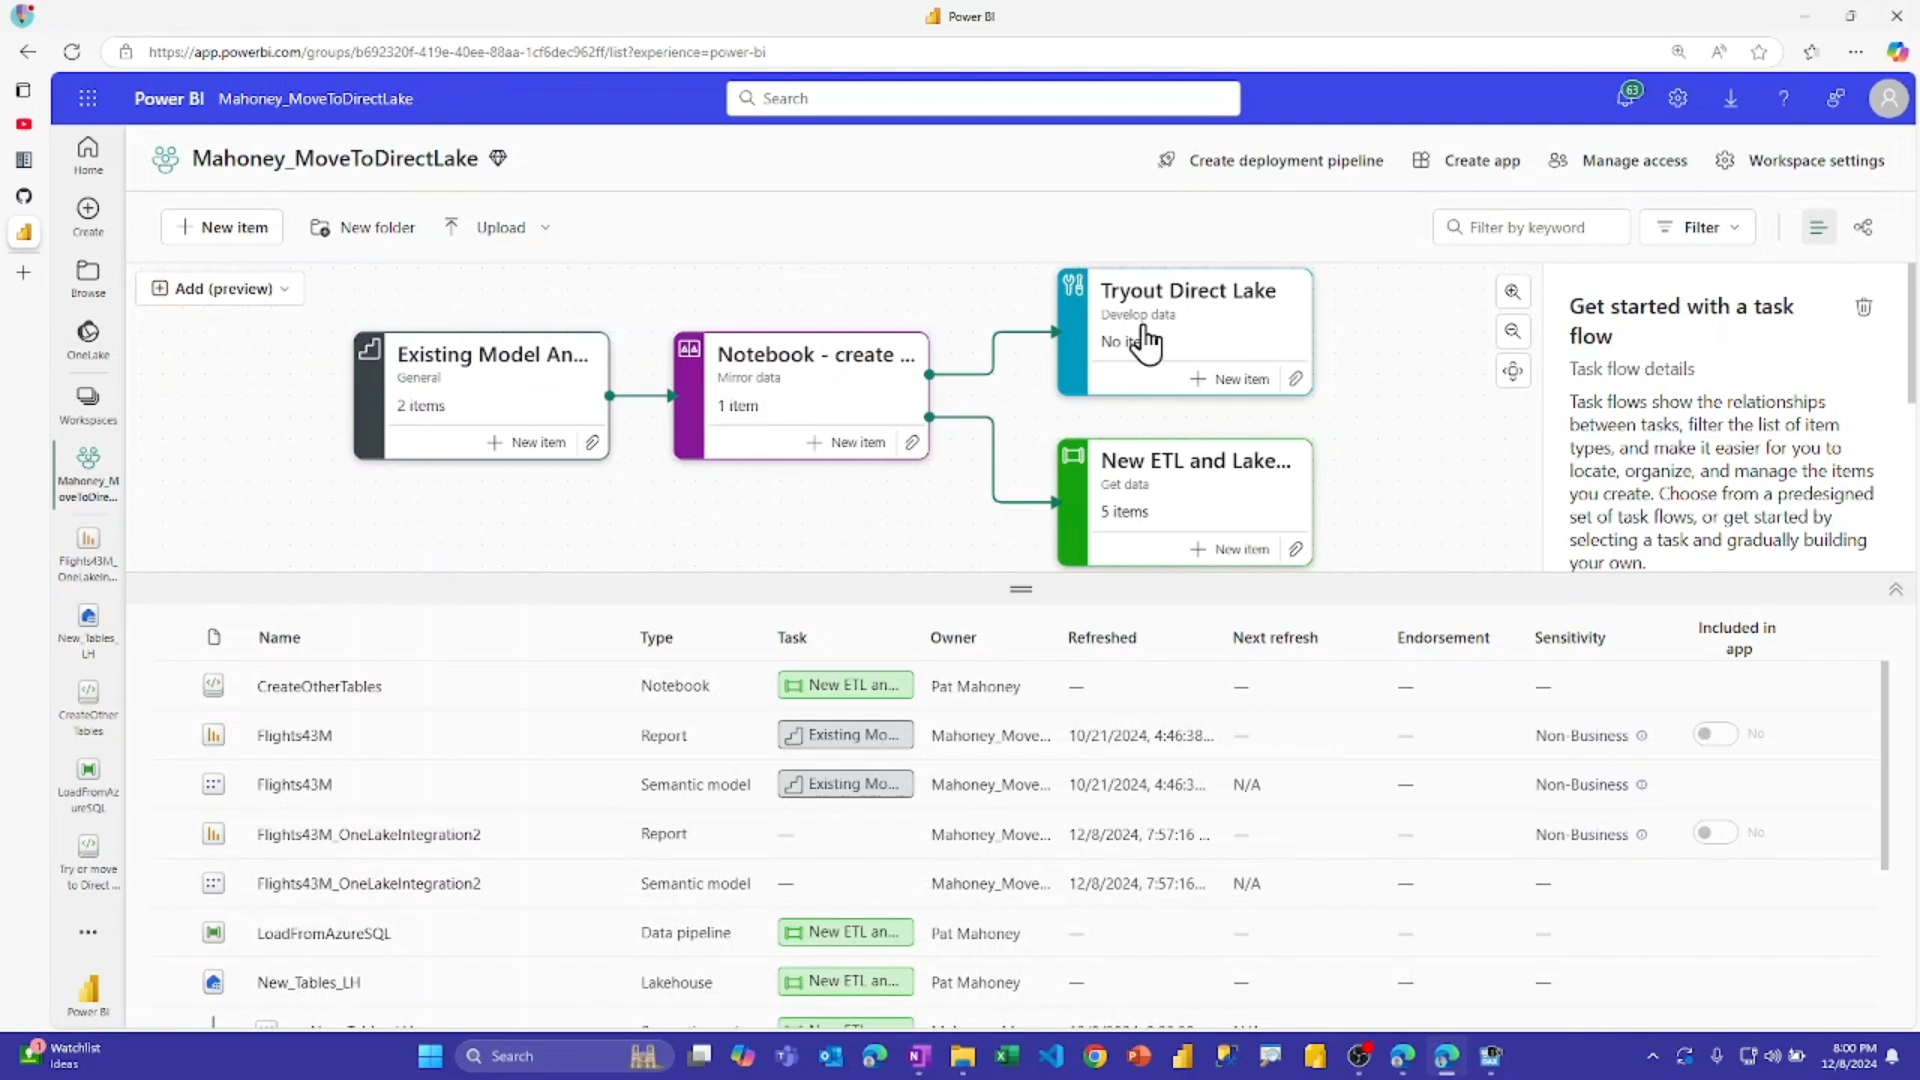 Power BI
https://app.powerbi.com/groups/b692320f-419e-40ee-88aa-1cf6dec962ff/list?experience=power-bi
Power BI Mahoney_MoveToDirectLake
Search
63
Mahoney_MoveToDirectLake
Create deployment pipeline
Create app
Manage access
Workspace settings
New item
New folder
Upload
Filter by keyword
Filter
Home
Create
Browse
OneLake
Workspaces
Mahoney_M
oveToDire...
Flights43M_
OneLakeIn...
New_Tables_
LH
CreateOther
Tables
LoadFromAz
ureSQL
Try or move
to Direct ...
Power BI
Add (preview)
Existing Model An...
General
2 items
New item
Notebook - create ...
Mirror data
1 item
New item
Tryout Direct Lake
Develop data
New item
New ETL and Lake...
Get data
5 items
New item
Get started with a task
flow
Task flow details
Task flows show the relationships
between tasks, filter the list of item
types, and make it easier for you to
locate, organize, and manage the items
you create. Choose from a predesigned
set of task flows, or get started by
selecting a task and gradually building
your own.
Name Type Task Owner Refreshed Next refresh Endorsement Sensitivity Included in
app
CreateOtherTables Notebook New ETL an... Pat Mahoney — — — —
Flights43M Report Existing Mo... Mahoney_Move... 10/21/2024, 4:46:38... — — Non-Business No
Flights43M Semantic model Existing Mo... Mahoney_Move... 10/21/2024, 4:46:3... N/A — Non-Business
Flights43M_OneLakeIntegration2 Report — Mahoney_Move... 12/8/2024, 7:57:16 ... — — Non-Business No
Flights43M_OneLakeIntegration2 Semantic model — Mahoney_Move... 12/8/2024, 7:57:16... N/A — —
LoadFromAzureSQL Data pipeline New ETL an... Pat Mahoney — — — —
New_Tables_LH Lakehouse New ETL an... Pat Mahoney — — — —
1
Watchlist
Ideas
Search
8:00 PM
12/8/2024